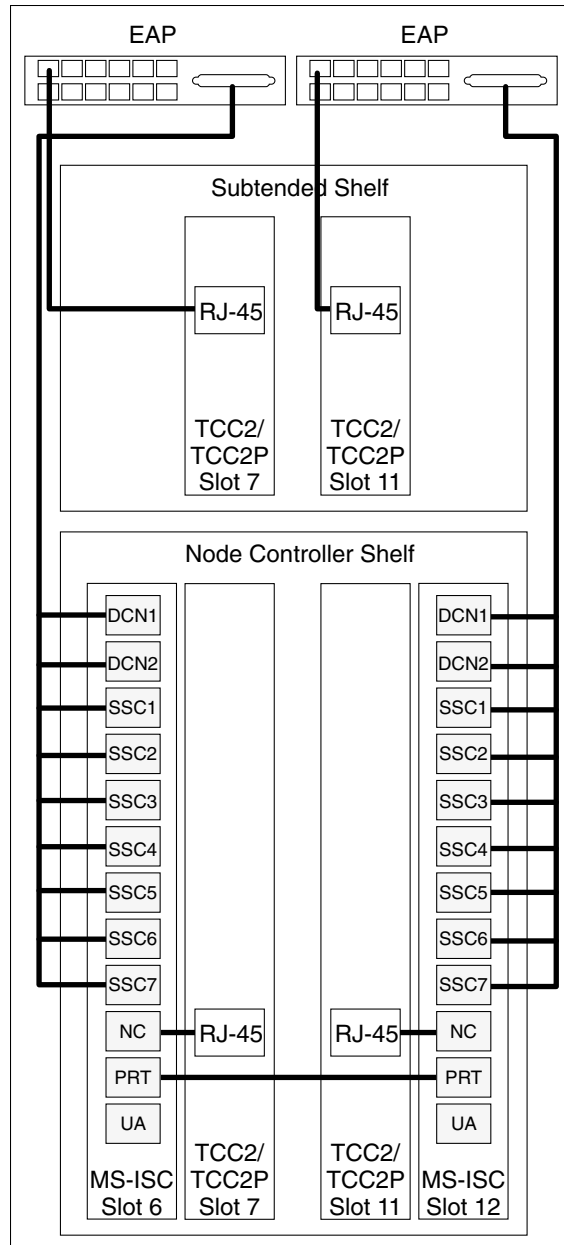 EAP
EAP
Subtended Shelf
RJ-45
RJ-45
TCC2/
TCC2P
Slot 7
TCC2/
TCC2P
Slot 11
Node Controller Shelf
DCN1
DCN2
SSC1
SSC2
SSC3
SSC4
SSC5
SSC6
SSC7
NC
PRT
UA
MS-ISC
Slot 6
RJ-45
TCC2/
TCC2P
Slot 7
RJ-45
TCC2/
TCC2P
Slot 11
DCN1
DCN2
SSC1
SSC2
SSC3
SSC4
SSC5
SSC6
SSC7
NC
PRT
UA
MS-ISC
Slot 12